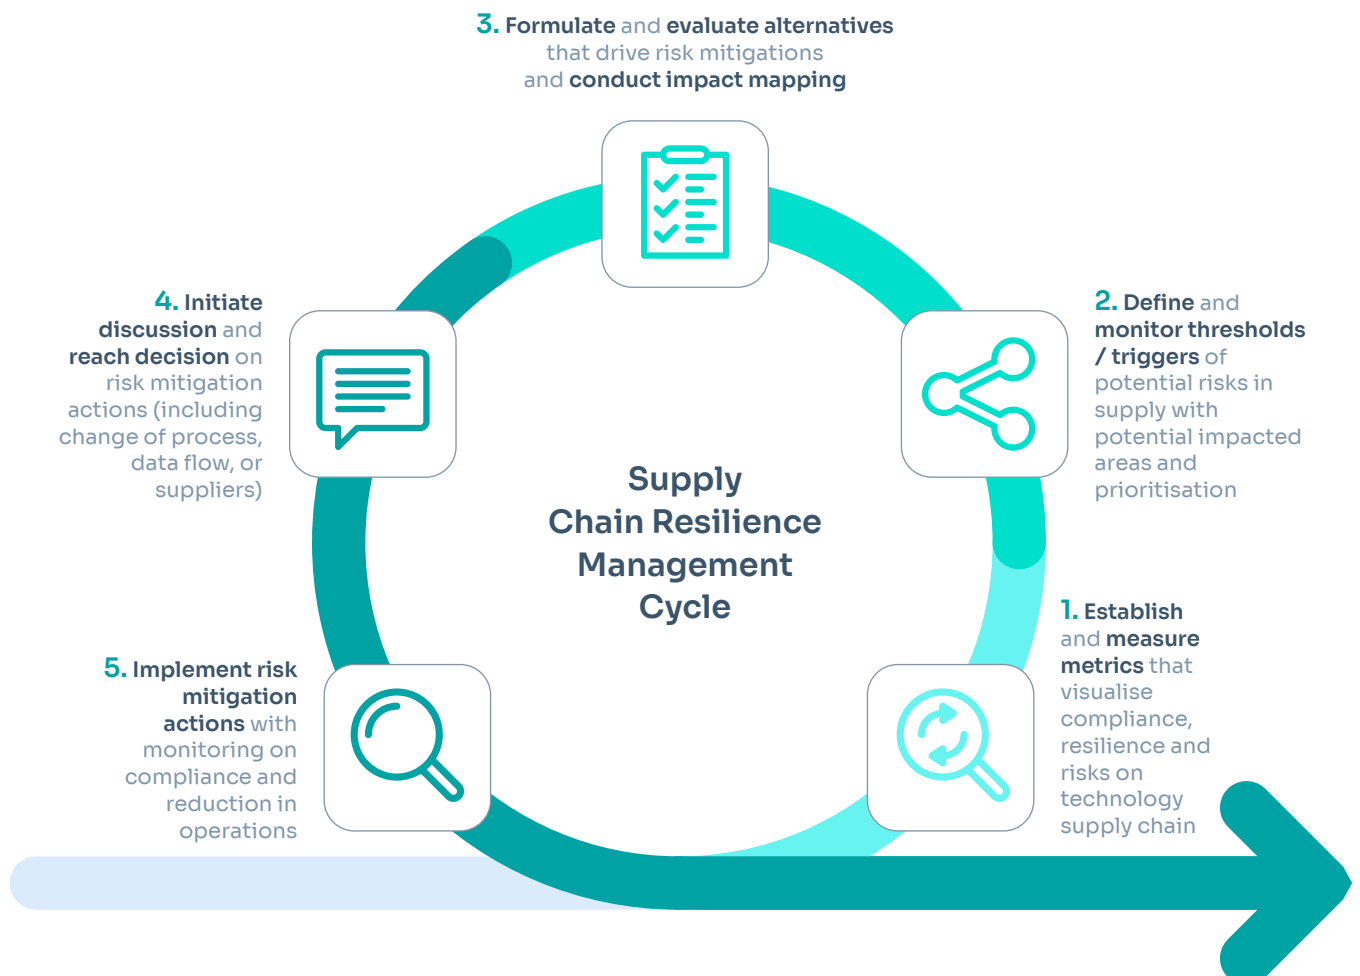 3. Formulate and evaluate alternatives
that drive risk mitigations
and conduct impact mapping
4. Initiate
discussion and
reach decision on
risk mitigation
actions (including
change of process,
data flow, or
suppliers)
2. Define and
monitor thresholds
/ triggers of
potential risks in
supply with
potential impacted
areas and
prioritisation
Supply
Chain Resilience
Management
Cycle
5. Implement risk
mitigation
actions with
monitoring on
compliance and
reduction in
operations
1. Establish
and measure
metrics that
visualise
compliance,
resilience and
risks on
technology
supply chain